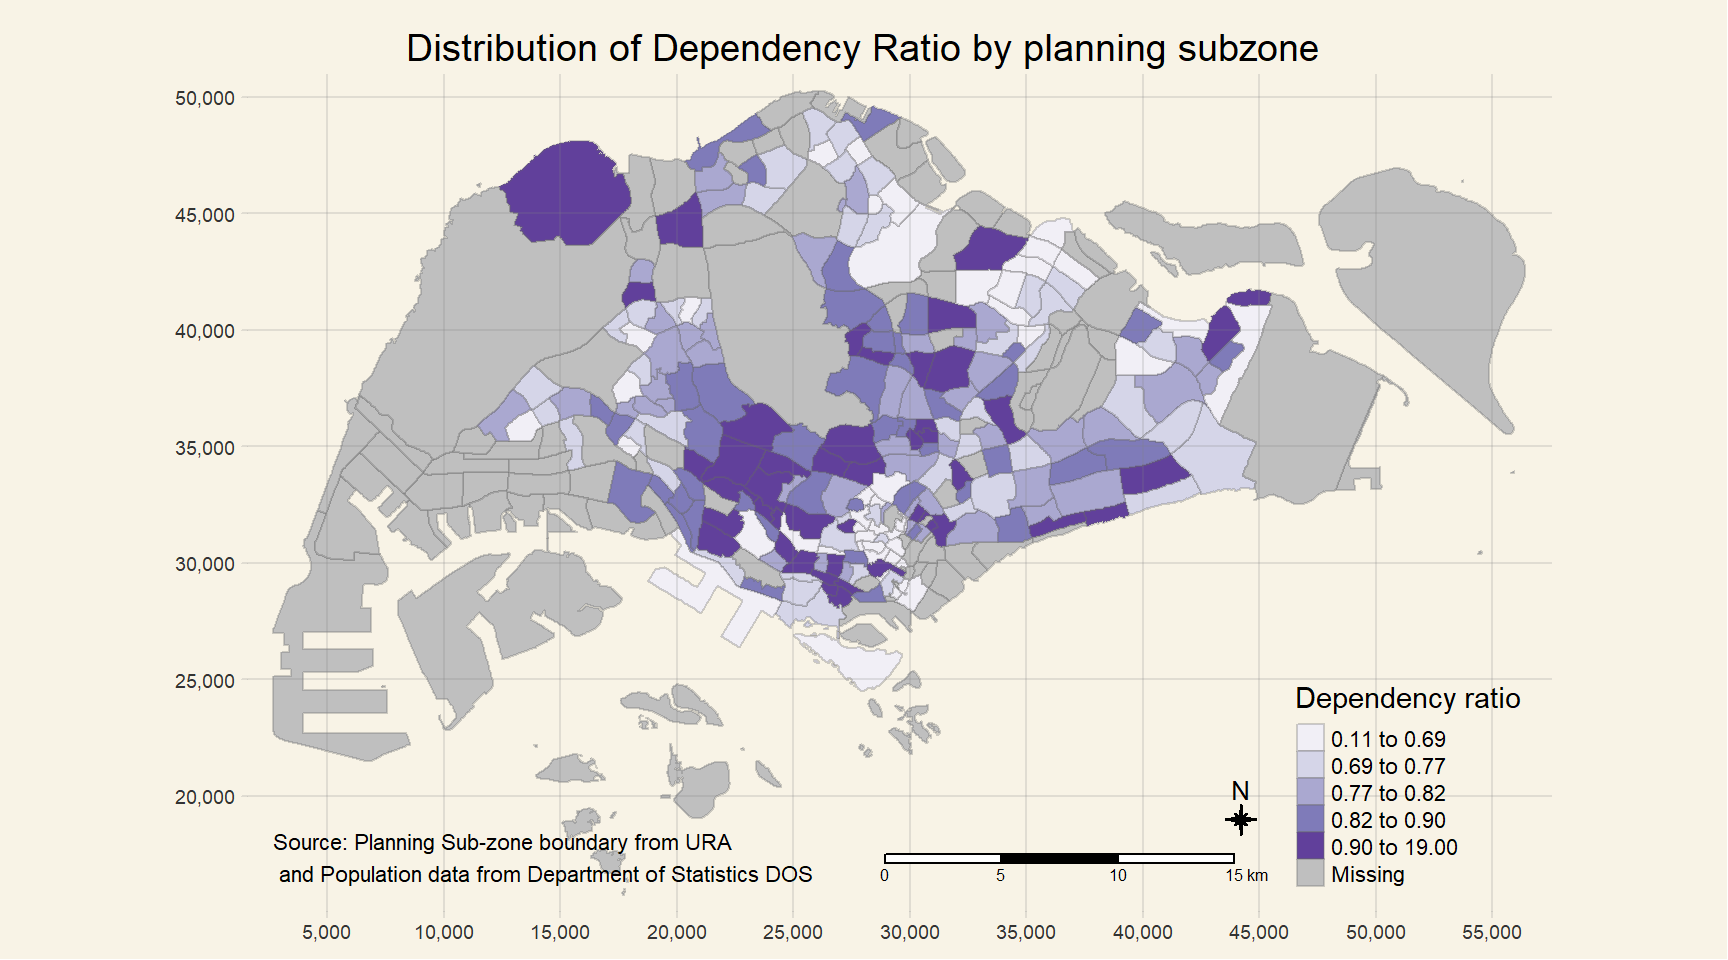 Distribution of Dependency Ratio by planning subzone
50,000
45,000
40,000
35,000
30,000
25,000
20,000
Dependency ratio
0.11 to 0.69
0.69 to 0.77
0.77 to 0.82
0.82 to 0.90
0.90 to 19.00
Missing
N
Source: Planning Sub-zone boundary from URA
and Population data from Department of Statistics DOS
0 5 10 15 km
5,000 10,000 15,000 20,000 25,000 30,000 35,000 40,000 45,000 50,000 55,000